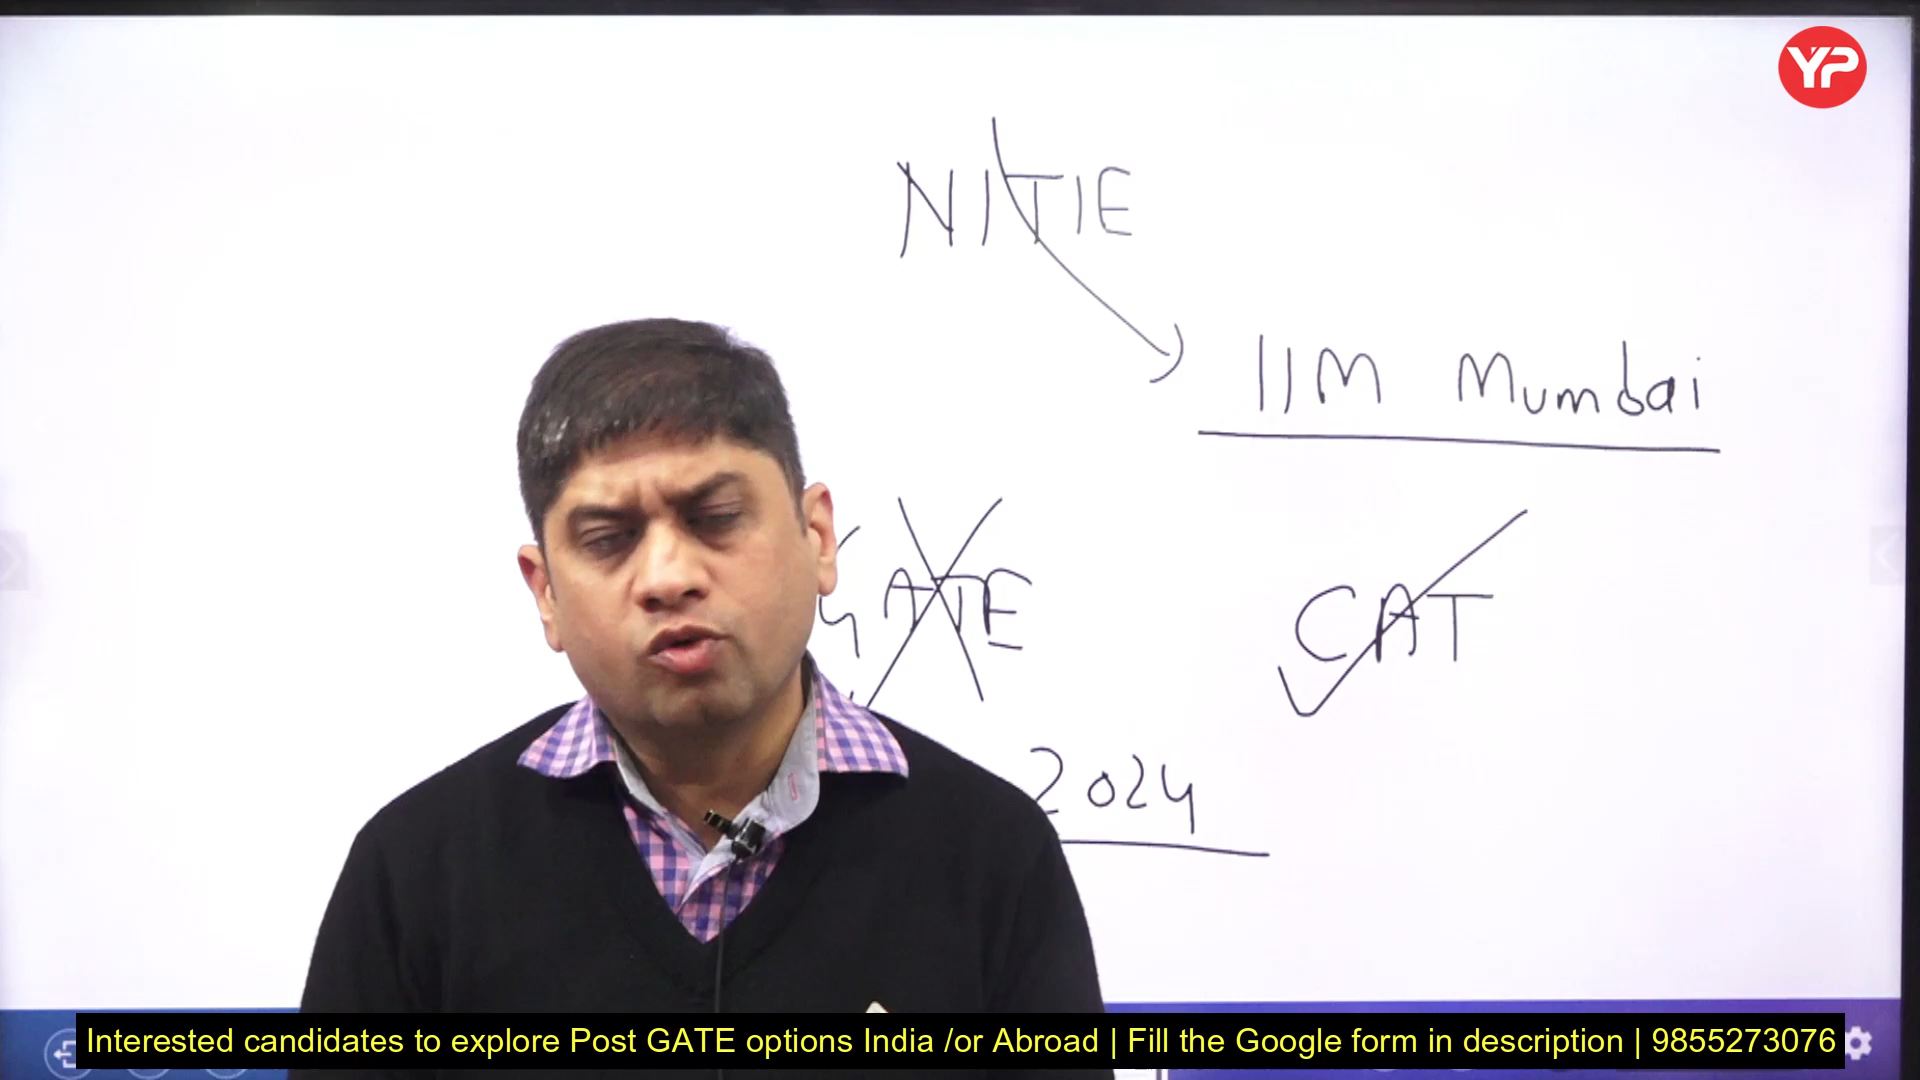 YP
NITIE
IIM Mumbai
GATE
CAT
2024
Interested candidates to explore Post GATE options India /or Abroad | Fill the Google form in description | 9855273076